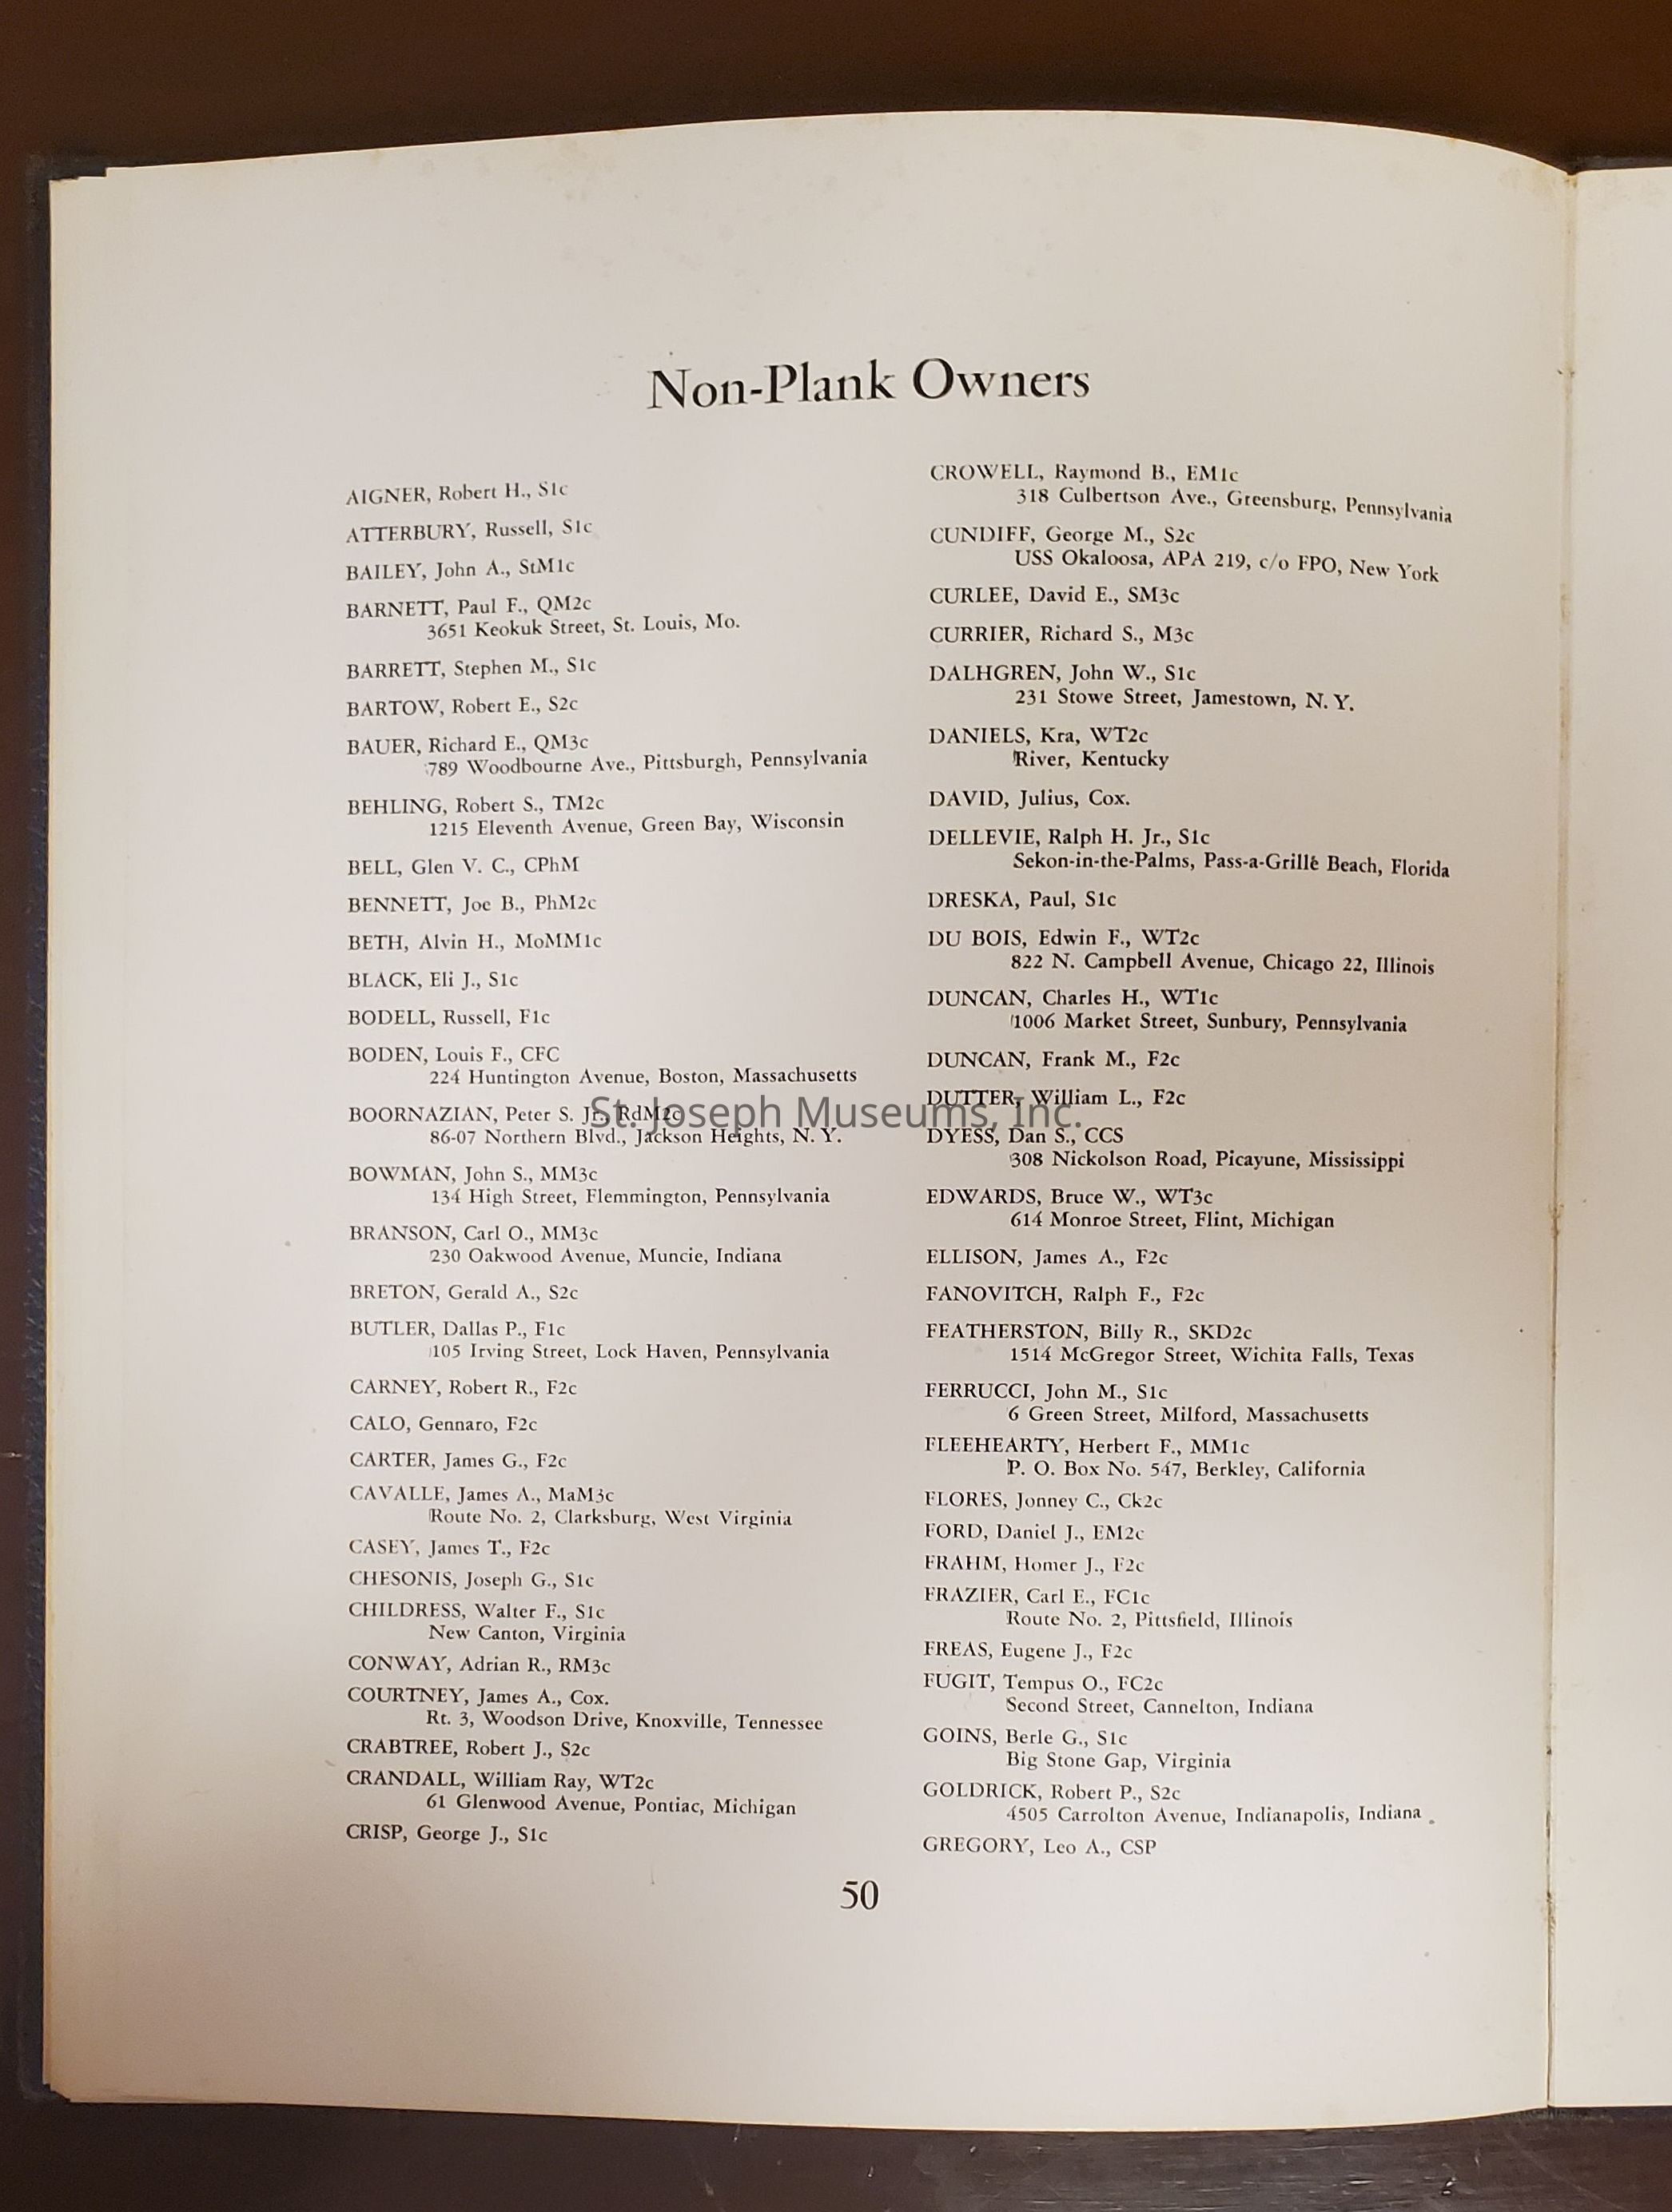 Non-Plank Owners
AIGNER, Robert H., S1c
ATTERBURY, Russell, S1c
BAILEY, John A., StM1c
BARNETT, Paul F., QM2c
3651 Keokuk Street, St. Louis, Mo.
BARRETT, Stephen M., S1c
BARTOW, Robert E., S2c
BAUER, Richard E., QM3c
789 Woodbourne Ave., Pittsburgh, Pennsylvania
BEHLING, Robert S., TM2c
1215 Eleventh Avenue, Green Bay, Wisconsin
BELL, Glen V. C., CPhM
BENNETT, Joe B., PhM2c
BETH, Alvin H., MoMM1c
BLACK, Eli J., S1c
BODELL, Russell, F1c
BODEN, Louis F., CFC
224 Huntington Avenue, Boston, Massachusetts
BOORNAZIAN, Peter S. Jr., RdM2c
86-07 Northern Blvd., Jackson Heights, N. Y.
BOWMAN, John S., MM3c
134 High Street, Flemmington, Pennsylvania
BRANSON, Carl O., MM3c
230 Oakwood Avenue, Muncie, Indiana
BRETON, Gerald A., S2c
BUTLER, Dallas P., F1c
105 Irving Street, Lock Haven, Pennsylvania
CARNEY, Robert R., F2c
CALO, Gennaro, F2c
CARTER, James G., F2c
CAVALLE, James A., MaM3c
Route No. 2, Clarksburg, West Virginia
CASEY, James T., F2c
CHESONIS, Joseph G., S1c
CHILDRESS, Walter F., S1c
New Canton, Virginia
CONWAY, Adrian R., RM3c
COURTNEY, James A., Cox.
Rt. 3, Woodson Drive, Knoxville, Tennessee
CRABTREE, Robert J., S2c
CRANDALL, William Ray, WT2c
61 Glenwood Avenue, Pontiac, Michigan
CRISP, George J., S1c
CROWELL, Raymond B., EM1c
318 Culbertson Ave., Greensburg, Pennsylvania
CUNDIFF, George M., S2c
USS Okaloosa, APA 219, c/o FPO, New York
CURLEE, David E., SM3c
CURRIER, Richard S., M3c
DALHGREN, John W., S1c
231 Stowe Street, Jamestown, N. Y.
DANIELS, Kra, WT2c
River, Kentucky
DAVID, Julius, Cox.
DELLEVIE, Ralph H. Jr., S1c
Sekon-in-the-Palms, Pass-a-Grillé Beach, Florida
DRESKA, Paul, S1c
DU BOIS, Edwin F., WT2c
822 N. Campbell Avenue, Chicago 22, Illinois
DUNCAN, Charles H., WT1c
1006 Market Street, Sunbury, Pennsylvania
DUNCAN, Frank M., F2c
DUTTER, William L., F2c
DYESS, Dan S., CCS
308 Nickolson Road, Picayune, Mississippi
EDWARDS, Bruce W., WT3c
614 Monroe Street, Flint, Michigan
ELLISON, James A., F2c
FANOVITCH, Ralph F., F2c
FEATHERSTON, Billy R., SKD2c
1514 McGregor Street, Wichita Falls, Texas
FERRUCCI, John M., S1c
6 Green Street, Milford, Massachusetts
FLEEHEARTY, Herbert F., MM1c
P. O. Box No. 547, Berkley, California
FLORES, Jonney C., Ck2c
FORD, Daniel J., EM2c
FRAHM, Homer J., F2c
FRAZIER, Carl E., FC1c
Route No. 2, Pittsfield, Illinois
FREAS, Eugene J., F2c
FUGIT, Tempus O., FC2c
Second Street, Cannelton, Indiana
GOINS, Berle G., S1c
Big Stone Gap, Virginia
GOLDRICK, Robert P., S2c
4505 Carrolton Avenue, Indianapolis, Indiana
GREGORY, Leo A., CSP
50
St. Joseph Museums, Inc.